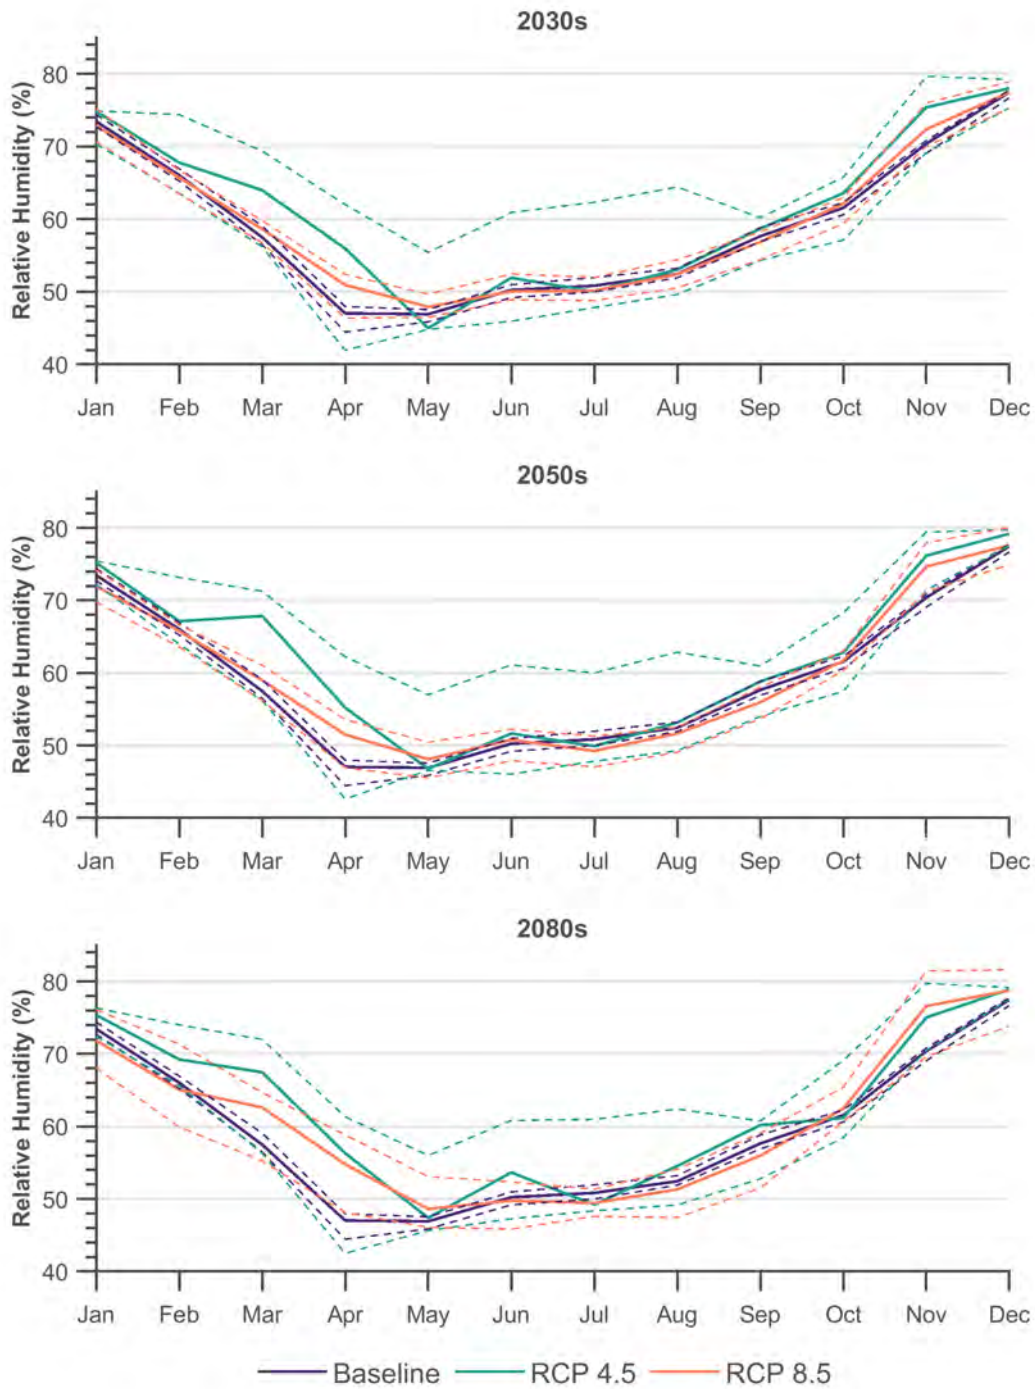 2030s
Relative Humidity (%)
80
70
60
50
40
Jan Feb Mar Apr May Jun Jul Aug Sep Oct Nov Dec
2050s
Relative Humidity (%)
80
70
60
50
40
Jan Feb Mar Apr May Jun Jul Aug Sep Oct Nov Dec
2080s
Relative Humidity (%)
80
70
60
50
40
Jan Feb Mar Apr May Jun Jul Aug Sep Oct Nov Dec
Baseline RCP 4.5 RCP 8.5